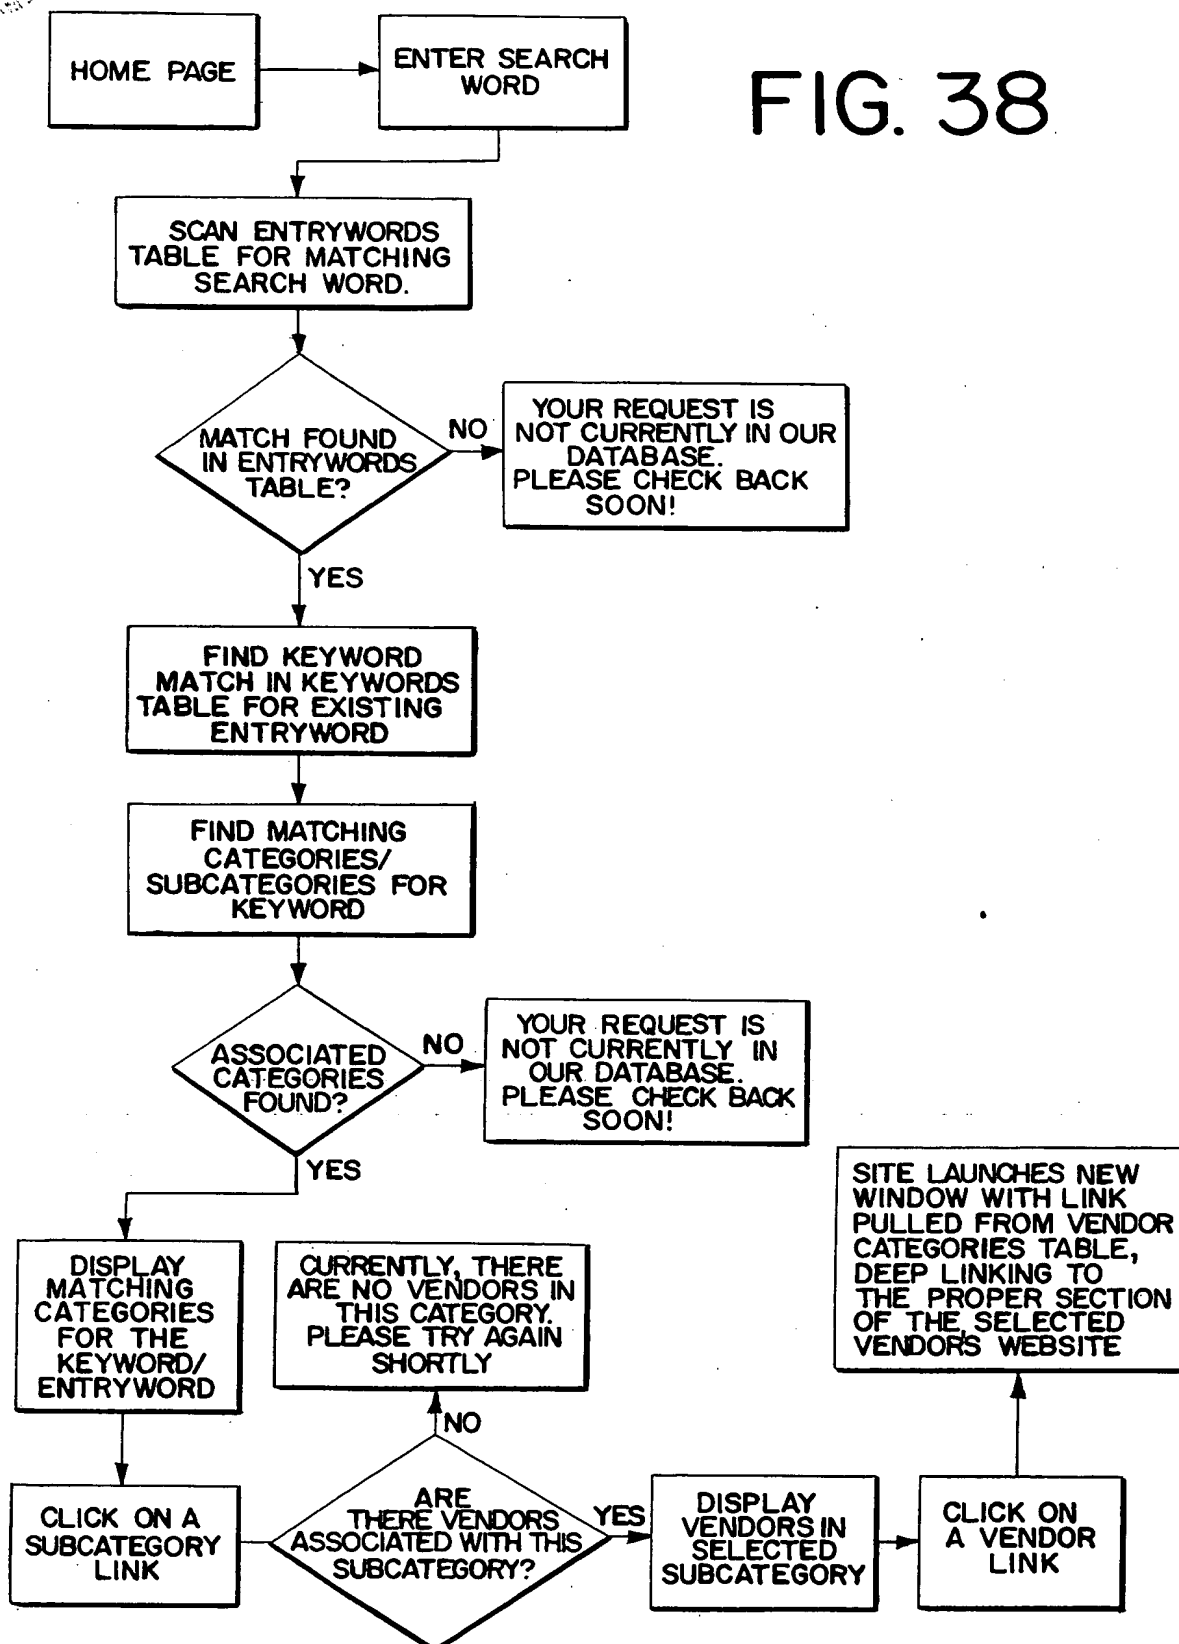 HOME PAGE
ENTER SEARCH
WORD
FIG. 38
SCAN ENTRYWORDS
TABLE FOR MATCHING
SEARCH WORD.
MATCH FOUND
IN ENTRYWORDS
TABLE?
NO
YOUR REQUEST IS
NOT CURRENTLY IN OUR
DATABASE.
PLEASE CHECK BACK
SOON!
YES
FIND KEYWORD
MATCH IN KEYWORDS
TABLE FOR EXISTING
ENTRYWORD
FIND MATCHING
CATEGORIES/
SUBCATEGORIES FOR
KEYWORD
ASSOCIATED
CATEGORIES
FOUND?
NO
YOUR REQUEST IS
NOT CURRENTLY IN
OUR DATABASE.
PLEASE CHECK BACK
SOON!
YES
DISPLAY
MATCHING
CATEGORIES
FOR THE
KEYWORD/
ENTRYWORD
CURRENTLY, THERE
ARE NO VENDORS IN
THIS CATEGORY.
PLEASE TRY AGAIN
SHORTLY
SITE LAUNCHES NEW
WINDOW WITH LINK
PULLED FROM VENDOR
CATEGORIES TABLE,
DEEP LINKING TO
THE PROPER SECTION
OF THE SELECTED
VENDOR'S WEBSITE
NO
CLICK ON A
SUBCATEGORY
LINK
ARE
THERE VENDORS
ASSOCIATED WITH THIS
SUBCATEGORY?
YES
DISPLAY
VENDORS IN
SELECTED
SUBCATEGORY
CLICK ON
A VENDOR
LINK